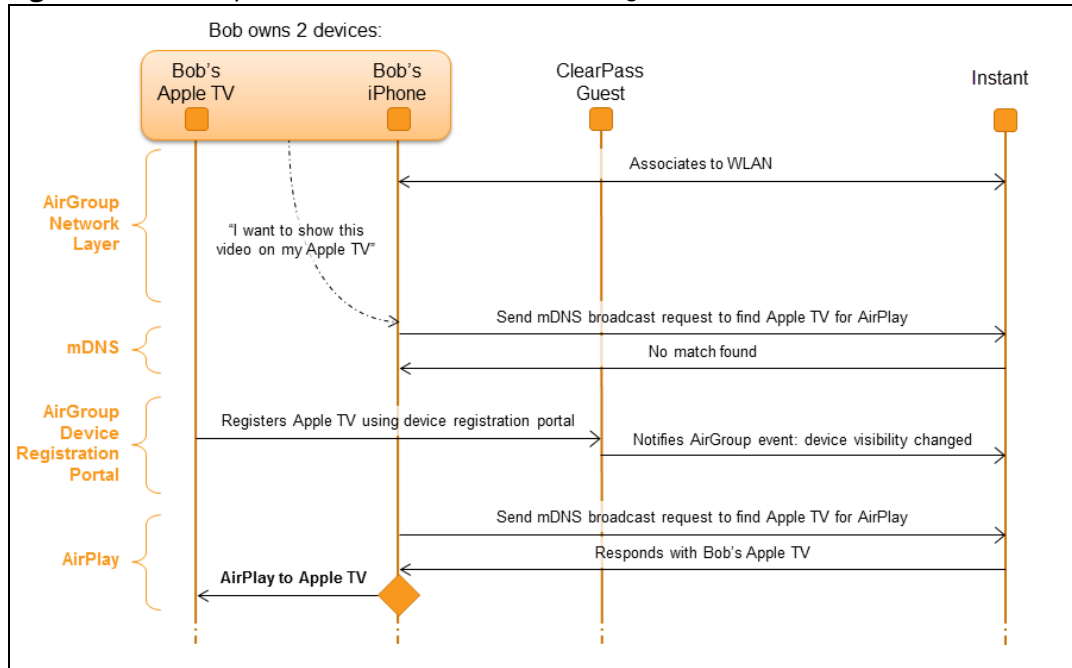 Bob owns 2 devices:
Bob's
Apple TV
Bob's
iPhone
ClearPass
Guest
Instant
AirGroup
Network
Layer
Associates to WLAN
"I want to show this
video on my Apple TV"
mDNS
Send mDNS broadcast request to find Apple TV for AirPlay
No match found
AirGroup
Device
Registration
Portal
Registers Apple TV using device registration portal
Notifies AirGroup event: device visibility changed
AirPlay
Send mDNS broadcast request to find Apple TV for AirPlay
Responds with Bob's Apple TV
AirPlay to Apple TV